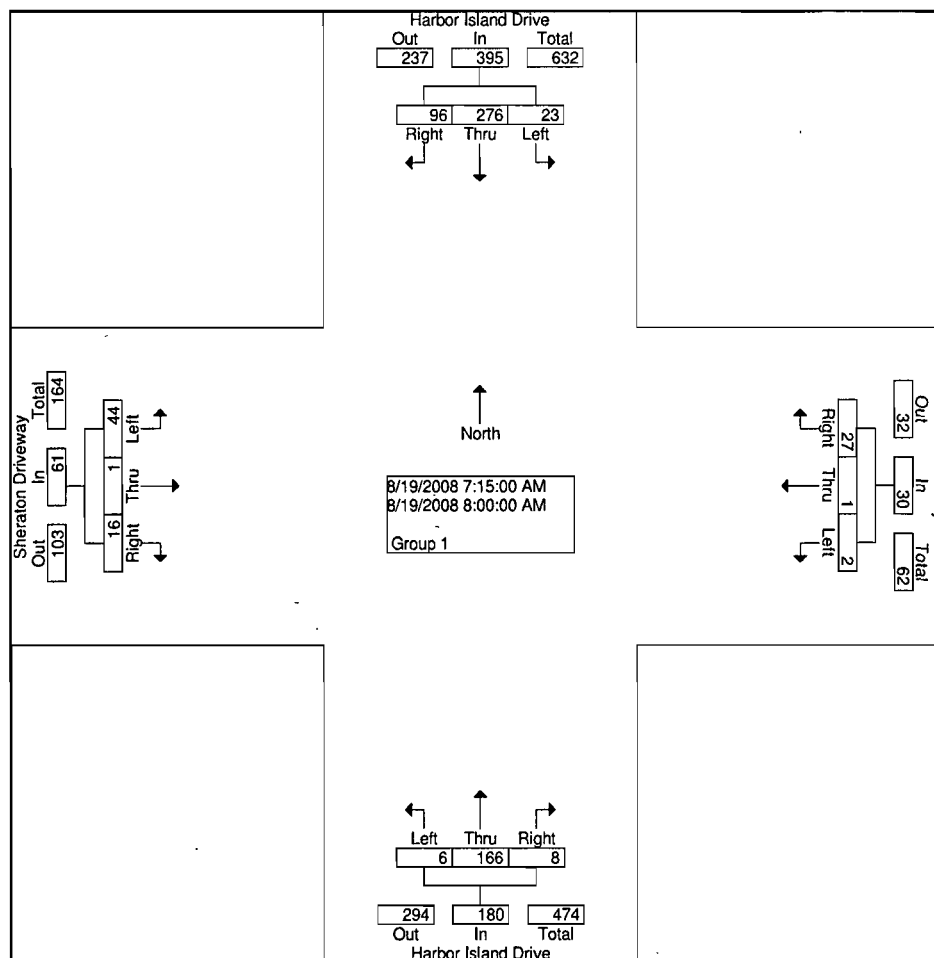 Harbor Island Drive
Out In Total
237 395 632
96 276 23
Right Thru Left
Sheraton Driveway
Out In Total
103 61 164
16 1 44
Right Thru Left
North
8/19/2008 7:15:00 AM
8/19/2008 8:00:00 AM
Group 1
Right Thru Left
27 1 2
Out In Total
32 30 62
Left Thru Right
6 166 8
294 180 474
Out In Total
Harbor Island Drive